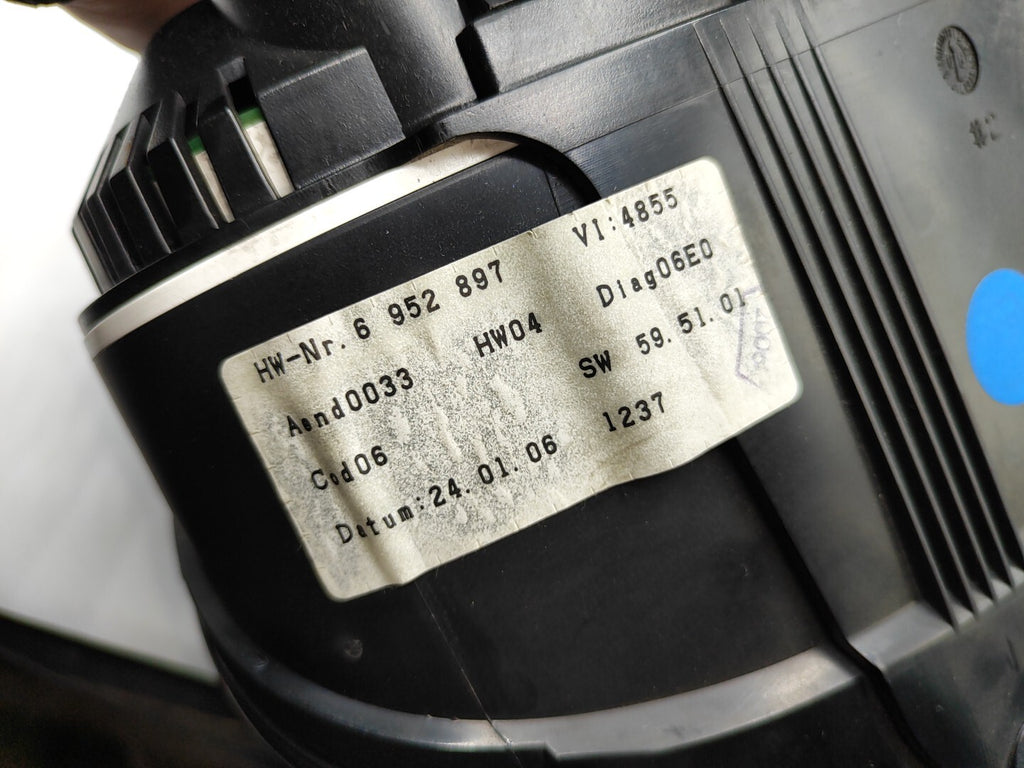 HW-Nr. 6 952 897 VI:4855
Aend0033 HW04 Diag06E0
Cod06 SW 59.51.01
Datum:24.01.06 1237
#2